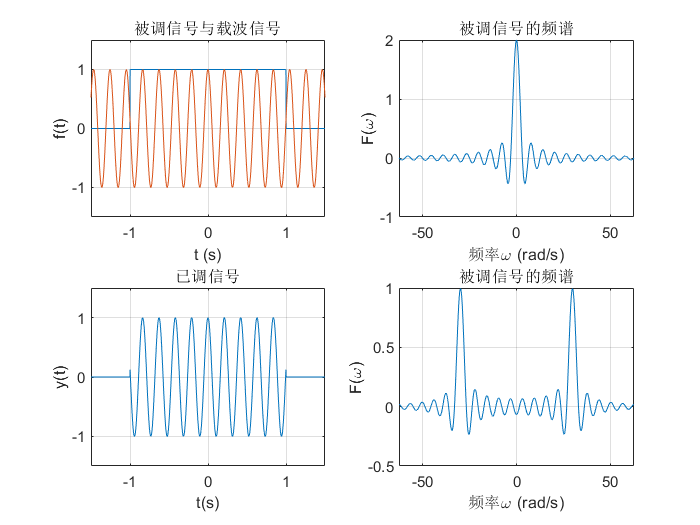 被调信号与载波信号
f(t)
1
0
-1
-1
0
1
t (s)
被调信号的频谱
F(ω)
2
1
0
-1
-50
0
50
频率ω (rad/s)
已调信号
y(t)
1
0
-1
-1
0
1
t(s)
被调信号的频谱
F(ω)
1
0.5
0
-0.5
-50
0
50
频率ω (rad/s)